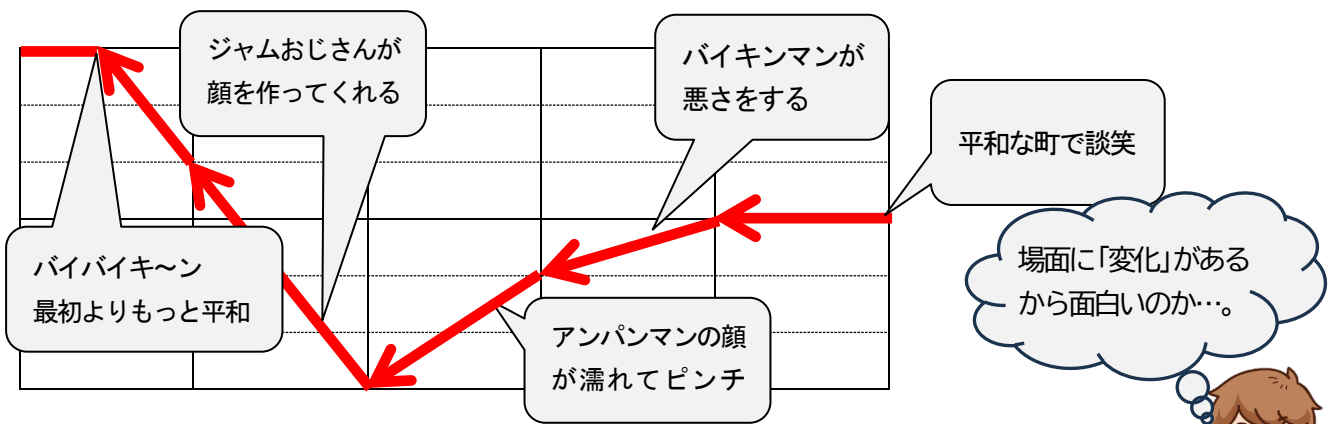 平和な町で談笑
バイキンマンが
悪さをする
アンパンマンの顔
が濡れてピンチ
ジャムおじさんが
顔を作ってくれる
バイバイキ～ン
最初よりもっと平和
場面に「変化」がある
から面白いのか…。